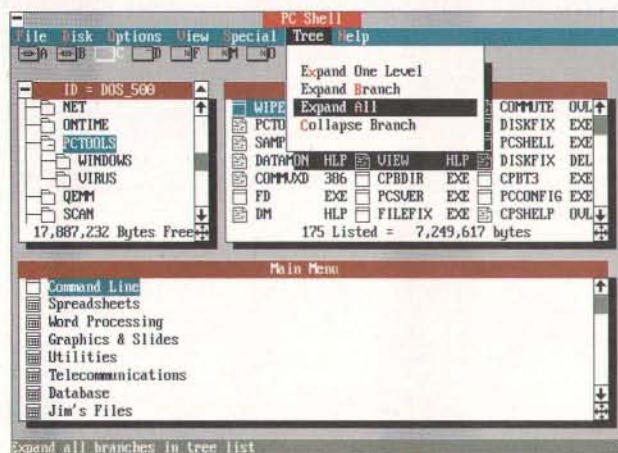 PC Shell
File Disk Options View Special Tree Help
A B C D F M O
Expand One Level
Expand Branch
Expand All
Collapse Branch
ID = DOS_500
NET
ONTIME
PCTOOLS
WINDOWS
VIRUS
QEMM
SCAN
17,887,232 Bytes Free
WIPE COMMUTE OVL
PCTO DISKFIX EXE
SAMP PCSHELL EXE
DATAMON HLP VIEW HLP DISKFIX DEL
COMMVXD 386 CPBDIR EXE CPBT3 EXE
FD EXE PCSVER EXE PCCONFIG EXE
DM HLP FILEFIX EXE CPSHELP OVL
175 Listed = 7,249,617 bytes
Main Menu
Command Line
Spreadsheets
Word Processing
Graphics & Slides
Utilities
Telecommunications
Database
Jim's Files
Expand all branches in tree list